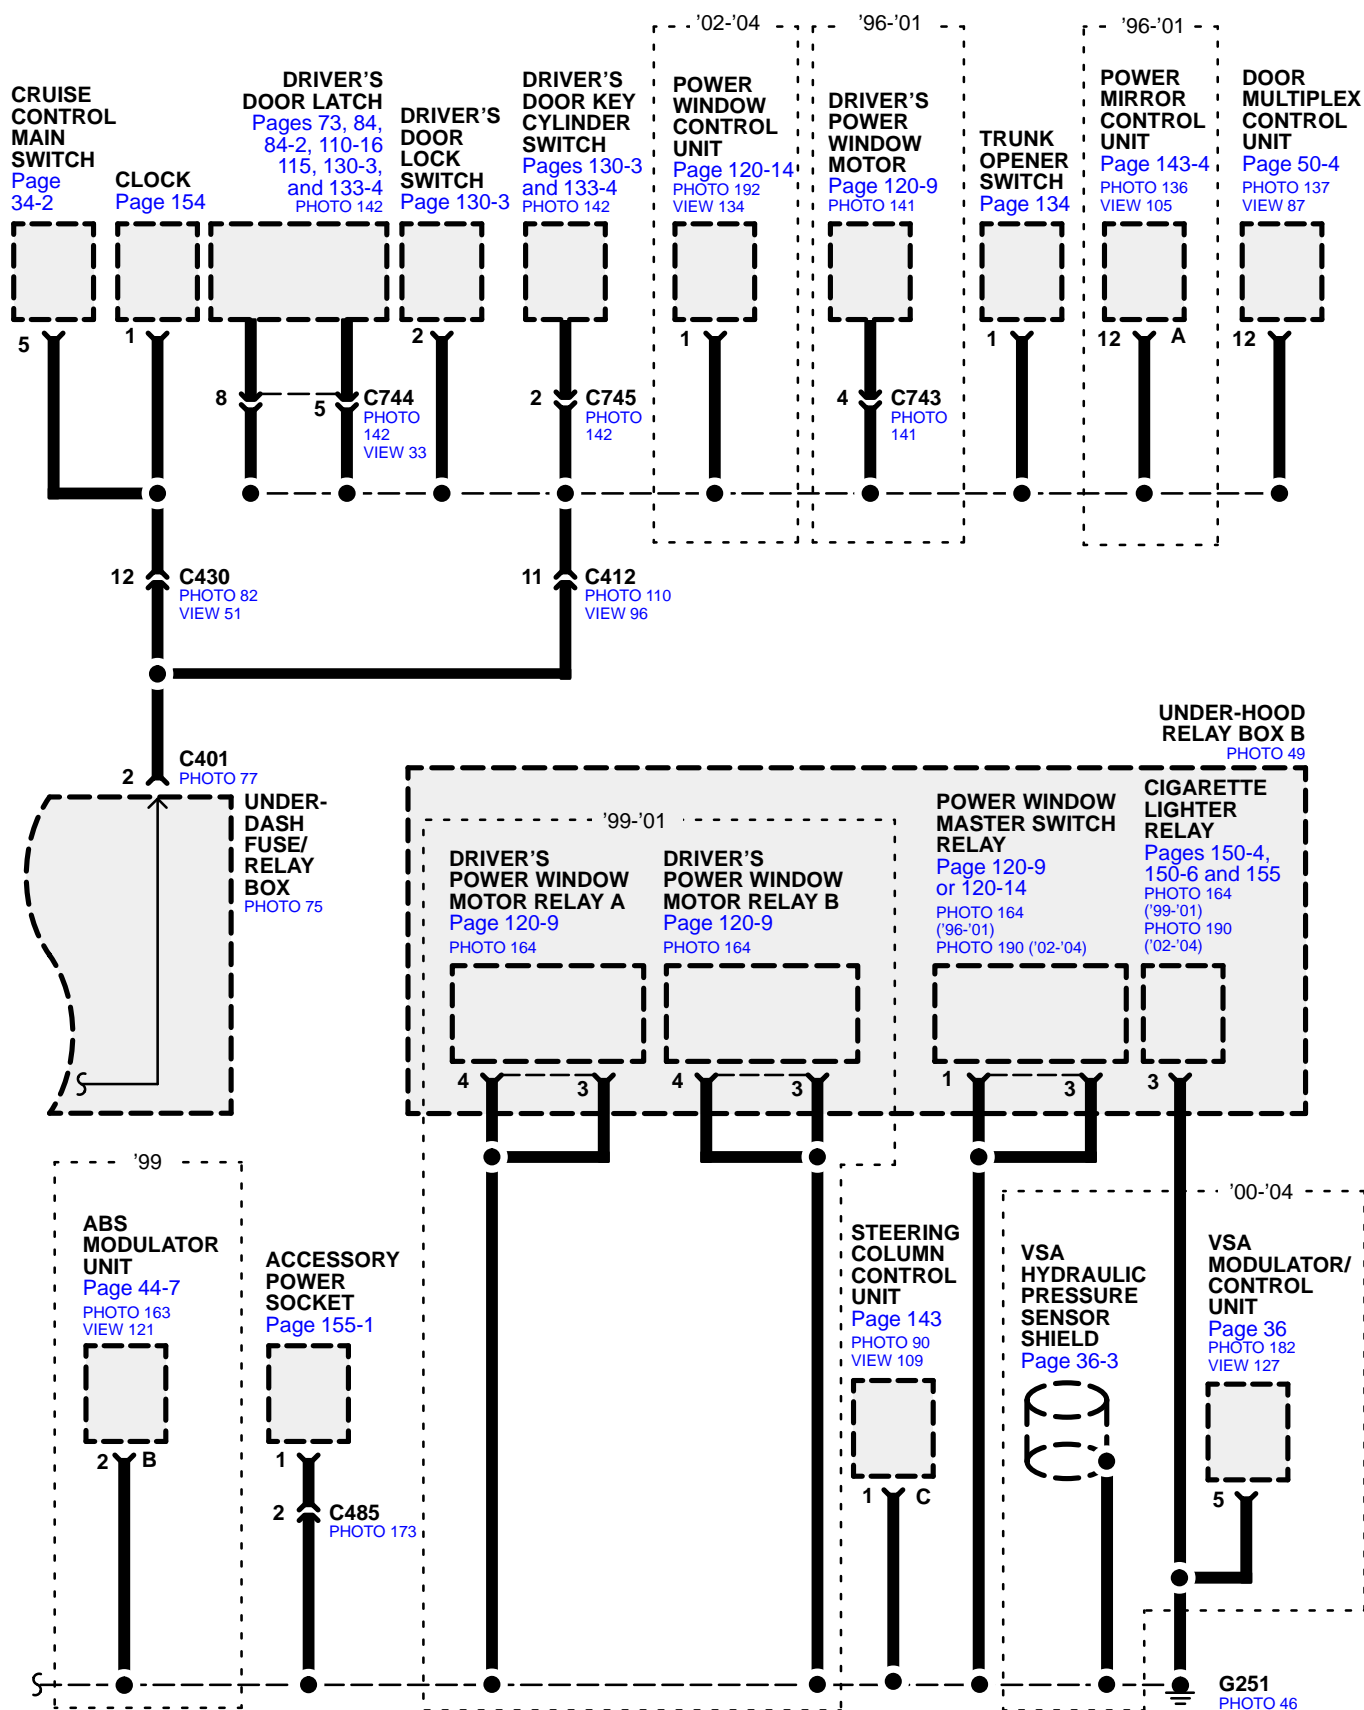 CRUISE
CONTROL
MAIN
SWITCH
Page
34-2
5
CLOCK
Page 154
1
DRIVER'S
DOOR LATCH
Pages 73, 84,
84-2, 110-16
115, 130-3,
and 133-4
PHOTO 142
8
5
C744
PHOTO
142
VIEW 33
DRIVER'S
DOOR
LOCK
SWITCH
Page 130-3
2
DRIVER'S
DOOR KEY
CYLINDER
SWITCH
Pages 130-3
and 133-4
PHOTO 142
2
C745
PHOTO
142
'02-'04
POWER
WINDOW
CONTROL
UNIT
Page 120-14
PHOTO 192
VIEW 134
1
'96-'01
DRIVER'S
POWER
WINDOW
MOTOR
Page 120-9
PHOTO 141
4
C743
PHOTO
141
TRUNK
OPENER
SWITCH
Page 134
1
'96-'01
POWER
MIRROR
CONTROL
UNIT
Page 143-4
PHOTO 136
VIEW 105
12
A
DOOR
MULTIPLEX
CONTROL
UNIT
Page 50-4
PHOTO 137
VIEW 87
12
12
C430
PHOTO 82
VIEW 51
11
C412
PHOTO 110
VIEW 96
2
C401
PHOTO 77
UNDER-
DASH
FUSE/
RELAY
BOX
PHOTO 75
UNDER-HOOD
RELAY BOX B
PHOTO 49
'99-'01
DRIVER'S
POWER WINDOW
MOTOR RELAY A
Page 120-9
PHOTO 164
4
3
DRIVER'S
POWER WINDOW
MOTOR RELAY B
Page 120-9
PHOTO 164
4
3
POWER WINDOW
MASTER SWITCH
RELAY
Page 120-9
or 120-14
PHOTO 164
('96-'01)
PHOTO 190 ('02-'04)
1
3
CIGARETTE
LIGHTER
RELAY
Pages 150-4,
150-6 and 155
PHOTO 164
('99-'01)
PHOTO 190
('02-'04)
3
'99
ABS
MODULATOR
UNIT
Page 44-7
PHOTO 163
VIEW 121
2
B
ACCESSORY
POWER
SOCKET
Page 155-1
1
2
C485
PHOTO 173
STEERING
COLUMN
CONTROL
UNIT
Page 143
PHOTO 90
VIEW 109
1
C
'00-'04
VSA
HYDRAULIC
PRESSURE
SENSOR
SHIELD
Page 36-3
VSA
MODULATOR/
CONTROL
UNIT
Page 36
PHOTO 182
VIEW 127
5
G251
PHOTO 46